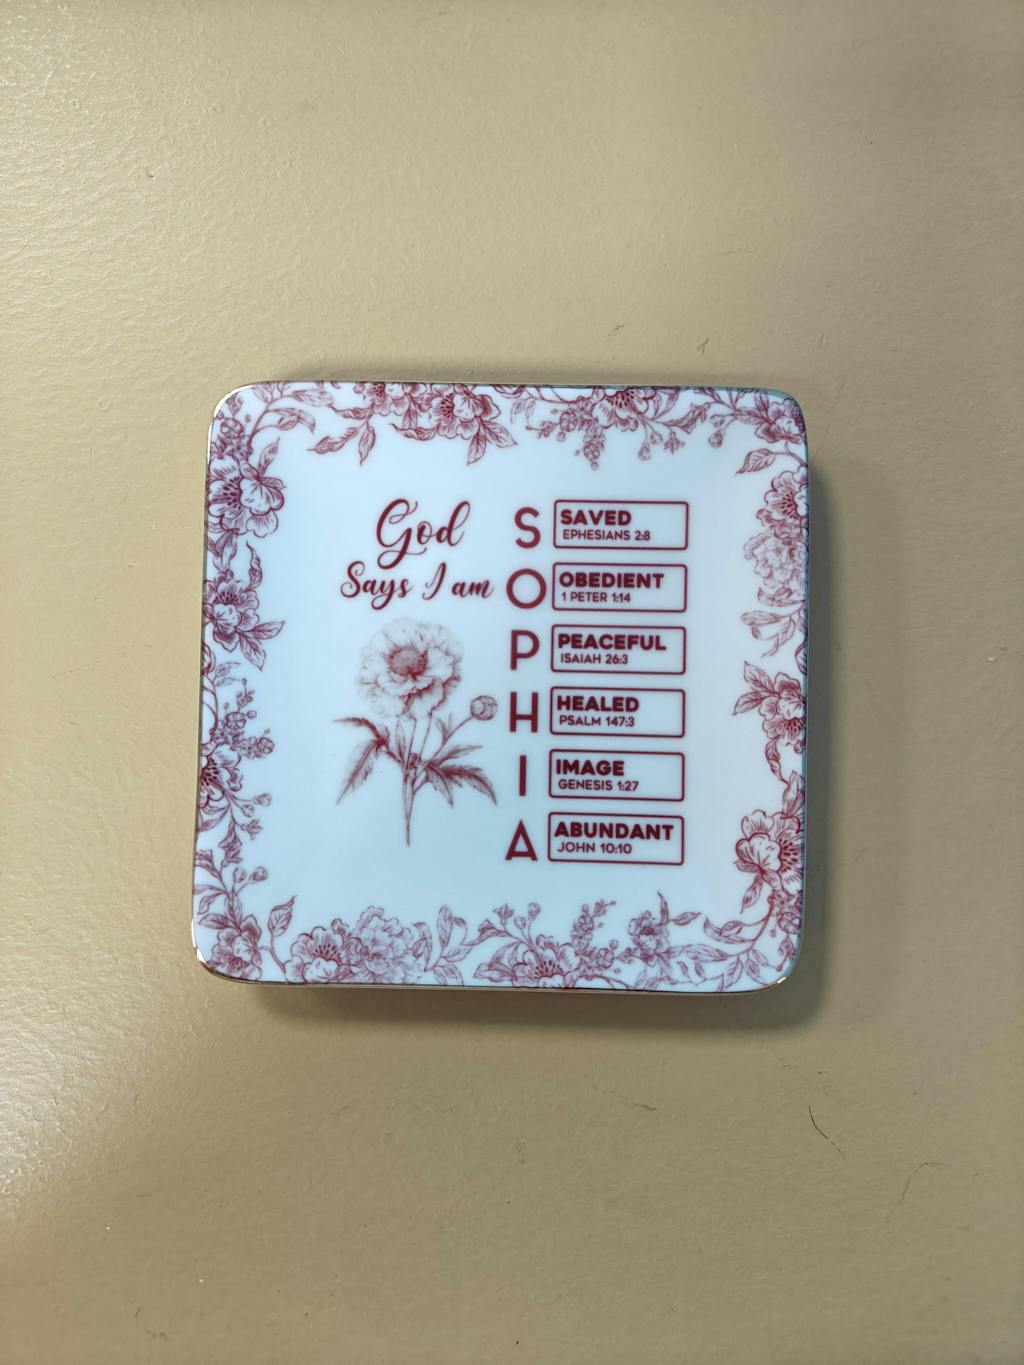 God
Says I am
S SAVED
EPHESIANS 2:8
O OBEDIENT
1 PETER 1:14
P PEACEFUL
ISAIAH 26:3
H HEALED
PSALM 147:3
I IMAGE
GENESIS 1:27
A ABUNDANT
JOHN 10:10